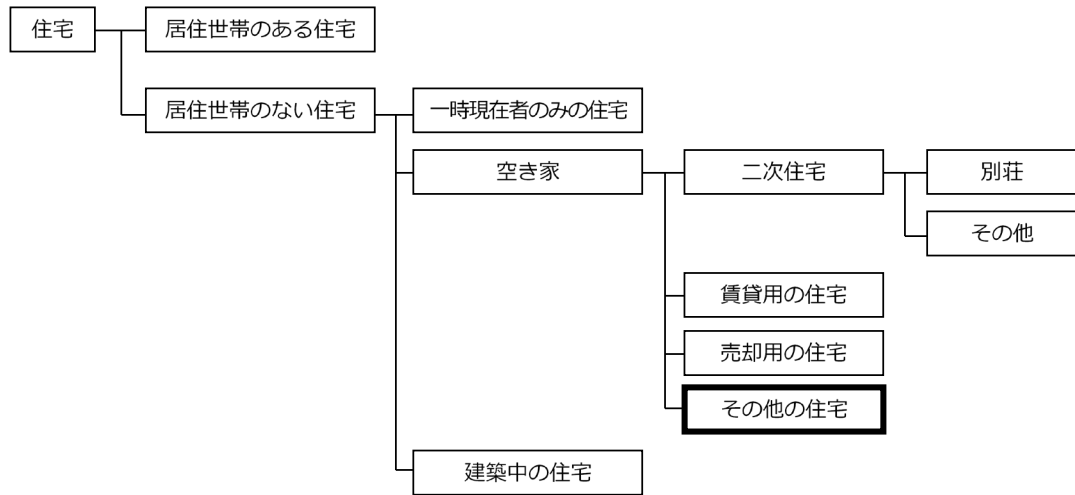 住宅
居住世帯のある住宅
居住世帯のない住宅
一時現在者のみの住宅
空き家
二次住宅
別荘
その他
賃貸用の住宅
売却用の住宅
その他の住宅
建築中の住宅